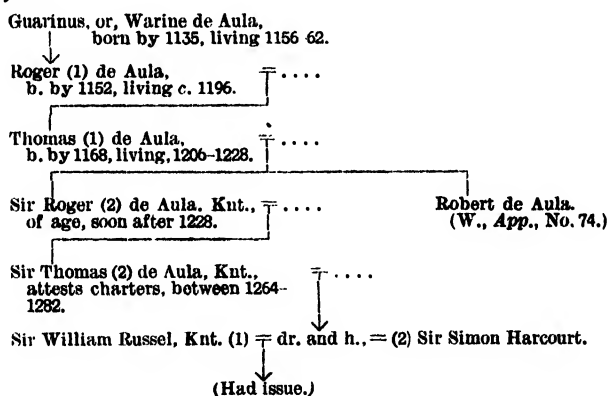 Guarinus, or, Warine de Aula,
born by 1135, living 1156-62.
Roger (1) de Aula, = ....
b. by 1152, living c. 1196.
Thomas (1) de Aula, = ....
b. by 1168, living, 1206-1228.
Sir Roger (2) de Aula, Knt., = .... Robert de Aula.
of age, soon after 1228. (W., App., No. 74.)
Sir Thomas (2) de Aula, Knt., = ....
attests charters, between 1264-
1282.
Sir William Russel, Knt. (1) = dr. and h., = (2) Sir Simon Harcourt.
(Had issue.)